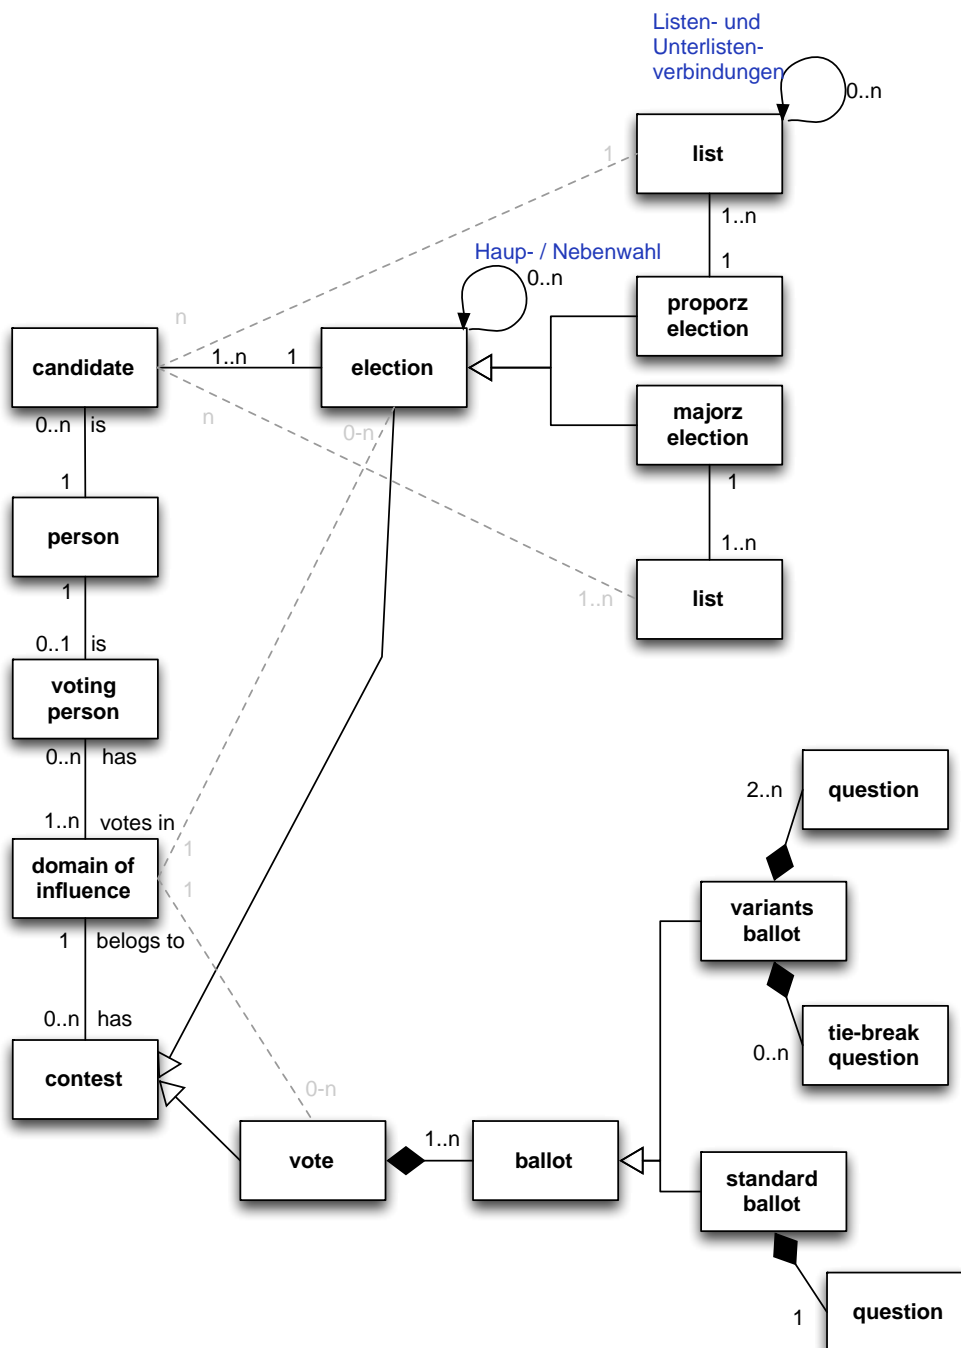 Listen- und
Unterlisten-
verbindungen
0..n
list
1
1..n
1
Haup- / Nebenwahl
0..n
proporz
election
n
candidate
1..n
1
election
majorz
election
0..n is
n
0-n
1
1
person
1..n
1
1..n
list
0..1 is
voting
person
0..n has
2..n
question
1..n votes in
1
domain of
influence
1
variants
ballot
1 belogs to
0..n has
tie-break
question
0..n
contest
0-n
1..n
vote
ballot
standard
ballot
question
1